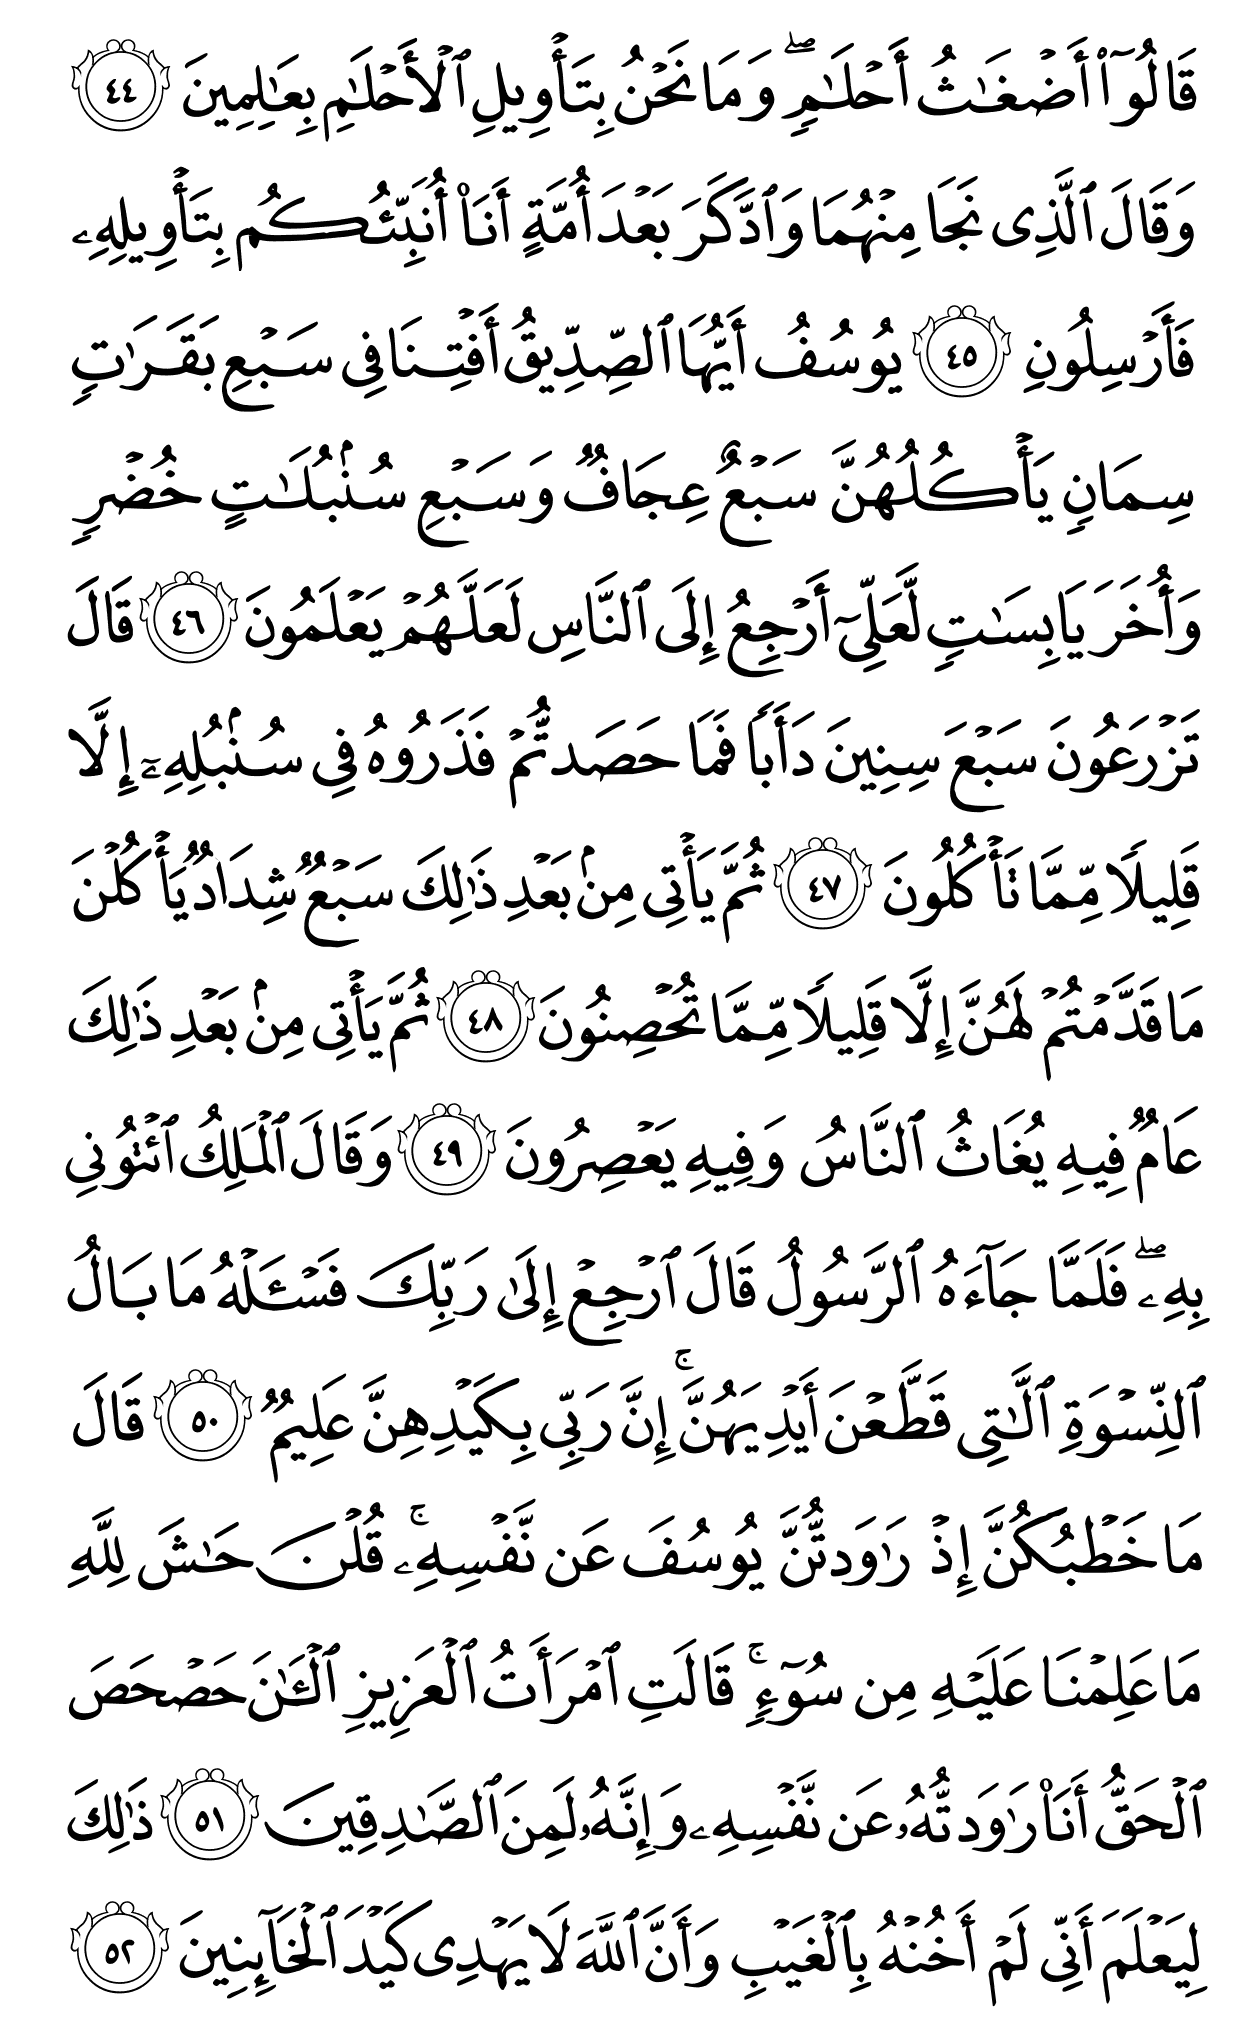 قَالُوٓا۟ أَضْغَـٰثُ أَحْلَـٰمٍ ۖ وَمَا نَحْنُ بِتَأْوِيلِ ٱلْأَحْلَـٰمِ بِعَـٰلِمِينَ ٤٤
وَقَالَ ٱلَّذِى نَجَا مِنْهُمَا وَٱدَّكَرَ بَعْدَ أُمَّةٍ أَنَا۠ أُنَبِّئُكُم بِتَأْوِيلِهِۦ
فَأَرْسِلُونِ ٤٥ يُوسُفُ أَيُّهَا ٱلصِّدِّيقُ أَفْتِنَا فِى سَبْعِ بَقَرَٰتٍ
سِمَانٍ يَأْكُلُهُنَّ سَبْعٌ عِجَافٌ وَسَبْعِ سُنۢبُلَـٰتٍ خُضْرٍ
وَأُخَرَ يَابِسَـٰتٍ لَّعَلِّىٓ أَرْجِعُ إِلَى ٱلنَّاسِ لَعَلَّهُمْ يَعْلَمُونَ ٤٦ قَالَ
تَزْرَعُونَ سَبْعَ سِنِينَ دَأَبًا فَمَا حَصَدتُّمْ فَذَرُوهُ فِى سُنۢبُلِهِۦٓ إِلَّا
قَلِيلًا مِّمَّا تَأْكُلُونَ ٤٧ ثُمَّ يَأْتِى مِنۢ بَعْدِ ذَٰلِكَ سَبْعٌ شِدَادٌ يَأْكُلْنَ
مَا قَدَّمْتُمْ لَهُنَّ إِلَّا قَلِيلًا مِّمَّا تُحْصِنُونَ ٤٨ ثُمَّ يَأْتِى مِنۢ بَعْدِ ذَٰلِكَ
عَامٌ فِيهِ يُغَاثُ ٱلنَّاسُ وَفِيهِ يَعْصِرُونَ ٤٩ وَقَالَ ٱلْمَلِكُ ٱئْتُونِى
بِهِۦ ۖ فَلَمَّا جَآءَهُ ٱلرَّسُولُ قَالَ ٱرْجِعْ إِلَىٰ رَبِّكَ فَسْـَٔلْهُ مَا بَالُ
ٱلنِّسْوَةِ ٱلَّـٰتِى قَطَّعْنَ أَيْدِيَهُنَّ ۚ إِنَّ رَبِّى بِكَيْدِهِنَّ عَلِيمٌ ٥٠ قَالَ
مَا خَطْبُكُنَّ إِذْ رَٰوَدتُّنَّ يُوسُفَ عَن نَّفْسِهِۦ ۚ قُلْنَ حَـٰشَ لِلَّهِ
مَا عَلِمْنَا عَلَيْهِ مِن سُوٓءٍ ۚ قَالَتِ ٱمْرَأَتُ ٱلْعَزِيزِ ٱلْـَٔـٰنَ حَصْحَصَ
ٱلْحَقُّ أَنَا۠ رَٰوَدتُّهُۥ عَن نَّفْسِهِۦ وَإِنَّهُۥ لَمِنَ ٱلصَّـٰدِقِينَ ٥١ ذَٰلِكَ
لِيَعْلَمَ أَنِّى لَمْ أَخُنْهُ بِٱلْغَيْبِ وَأَنَّ ٱللَّهَ لَا يَهْدِى كَيْدَ ٱلْخَآئِنِينَ ٥٢